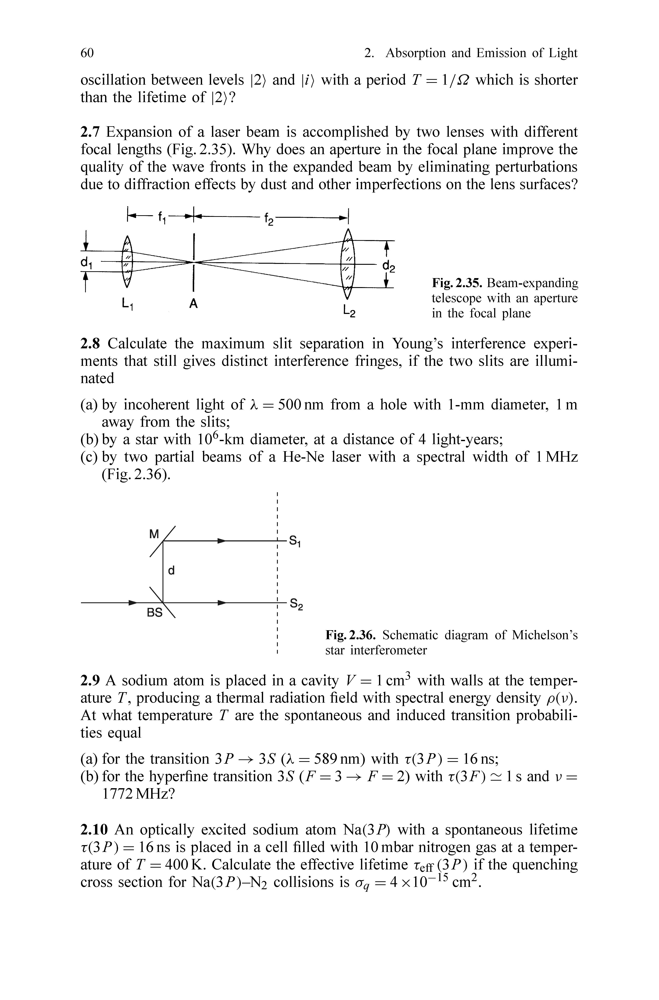 60
2. Absorption and Emission of Light
oscillation between levels |2⟩ and |i⟩ with a period T = 1/Ω which is shorter
than the lifetime of |2⟩?
2.7 Expansion of a laser beam is accomplished by two lenses with different
focal lengths (Fig. 2.35). Why does an aperture in the focal plane improve the
quality of the wave fronts in the expanded beam by eliminating perturbations
due to diffraction effects by dust and other imperfections on the lens surfaces?
f₁ f₂
d₁ d₂
L₁ A L₂
Fig. 2.35. Beam-expanding
telescope with an aperture
in the focal plane
2.8 Calculate the maximum slit separation in Young's interference experi-
ments that still gives distinct interference fringes, if the two slits are illumi-
nated
(a) by incoherent light of λ = 500 nm from a hole with 1-mm diameter, 1 m
away from the slits;
(b) by a star with 10⁶-km diameter, at a distance of 4 light-years;
(c) by two partial beams of a He-Ne laser with a spectral width of 1 MHz
(Fig. 2.36).
M S₁
d
BS S₂
Fig. 2.36. Schematic diagram of Michelson's
star interferometer
2.9 A sodium atom is placed in a cavity V = 1 cm³ with walls at the temper-
ature T, producing a thermal radiation field with spectral energy density ρ(ν).
At what temperature T are the spontaneous and induced transition probabili-
ties equal
(a) for the transition 3P → 3S (λ = 589 nm) with τ(3P) = 16 ns;
(b) for the hyperfine transition 3S (F = 3 → F = 2) with τ(3F) ≃ 1 s and ν =
1772 MHz?
2.10 An optically excited sodium atom Na(3P) with a spontaneous lifetime
τ(3P) = 16 ns is placed in a cell filled with 10 mbar nitrogen gas at a temper-
ature of T = 400 K. Calculate the effective lifetime τeff (3P) if the quenching
cross section for Na(3P)–N₂ collisions is σq = 4 × 10⁻¹⁵ cm².